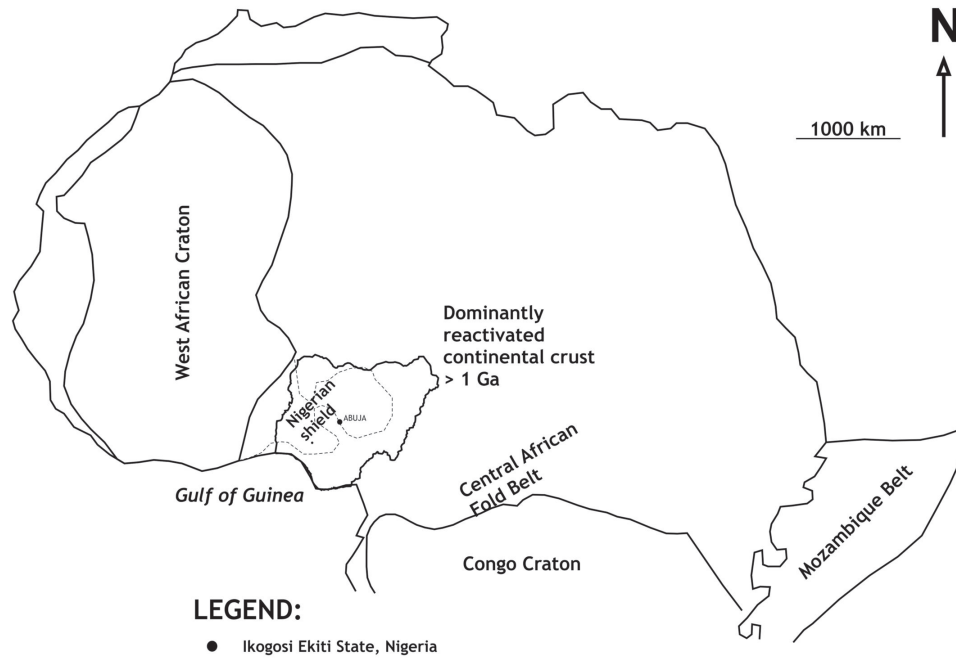 N
1000 km
West African Craton
Dominantly
reactivated
continental crust
> 1 Ga
Nigerian
shield
ABUJA
Central African
Fold Belt
Gulf of Guinea
Mozambique Belt
Congo Craton
LEGEND:
Ikogosi Ekiti State, Nigeria